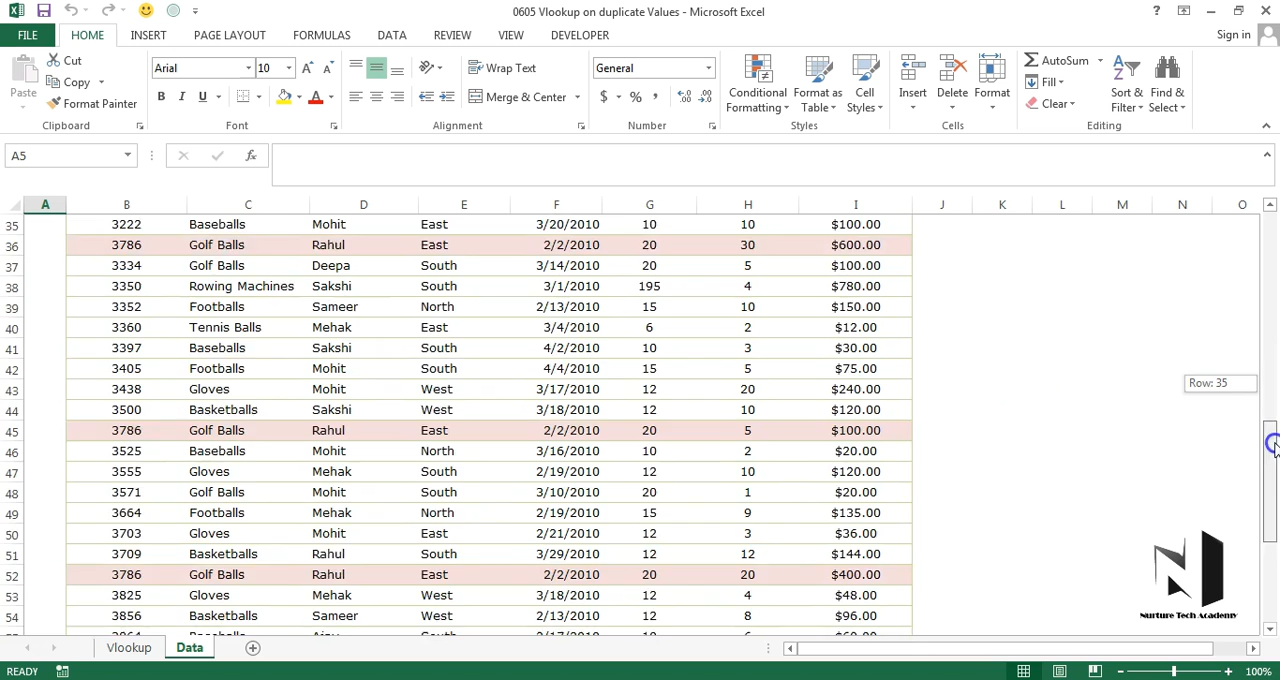 0605 Vlookup on duplicate Values - Microsoft Excel
Sign in
FILE HOME INSERT PAGE LAYOUT FORMULAS DATA REVIEW VIEW DEVELOPER
Paste Cut Copy Format Painter Clipboard
Arial 10 B I U Font
Wrap Text Merge & Center Alignment
General $ % , Number
Conditional Formatting Format as Table Cell Styles Styles
Insert Delete Format Cells
AutoSum Fill Clear Sort & Filter Find & Select Editing
A5 fx
A B C D E F G H I J K L M N O
35 3222 Baseballs Mohit East 3/20/2010 10 10 $100.00
36 3786 Golf Balls Rahul East 2/2/2010 20 30 $600.00
37 3334 Golf Balls Deepa South 3/14/2010 20 5 $100.00
38 3350 Rowing Machines Sakshi South 3/1/2010 195 4 $780.00
39 3352 Footballs Sameer North 2/13/2010 15 10 $150.00
40 3360 Tennis Balls Mehak East 3/4/2010 6 2 $12.00
41 3397 Baseballs Sakshi South 4/2/2010 10 3 $30.00
42 3405 Footballs Mohit South 4/4/2010 15 5 $75.00
Row: 35
43 3438 Gloves Mohit West 3/17/2010 12 20 $240.00
44 3500 Basketballs Sakshi West 3/18/2010 12 10 $120.00
45 3786 Golf Balls Rahul East 2/2/2010 20 5 $100.00
46 3525 Baseballs Mohit North 3/16/2010 10 2 $20.00
47 3555 Gloves Mehak South 2/19/2010 12 10 $120.00
48 3571 Golf Balls Mohit South 3/10/2010 20 1 $20.00
49 3664 Footballs Mehak North 2/19/2010 15 9 $135.00
50 3703 Gloves Mohit East 2/21/2010 12 3 $36.00
51 3709 Basketballs Rahul South 3/29/2010 12 12 $144.00
52 3786 Golf Balls Rahul East 2/2/2010 20 20 $400.00
53 3825 Gloves Mehak West 3/18/2010 12 4 $48.00
54 3856 Basketballs Sameer West 2/13/2010 12 8 $96.00
Nurture Tech Academy
Vlookup Data
READY 100%